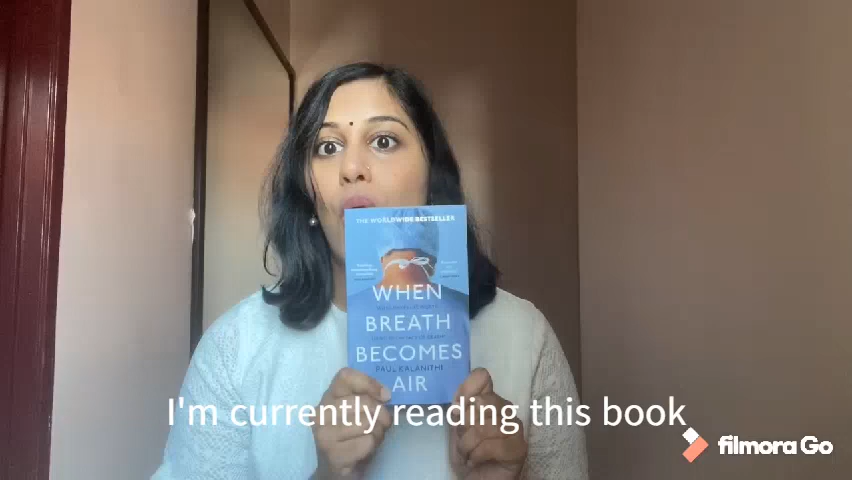 THE WORLDWIDE BESTSELLER
WHEN
BREATH
BECOMES
PAUL KALANITHI
AIR
I'm currently reading this book
filmora Go